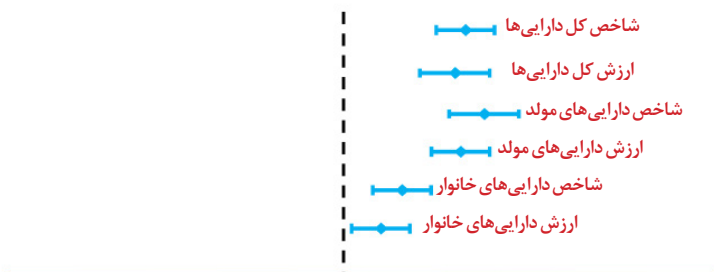 شاخص کل دارایی‌ها
ارزش کل دارایی‌ها
شاخص دارایی‌های مولد
ارزش دارایی‌های مولد
شاخص دارایی‌های خانوار
ارزش دارایی‌های خانوار